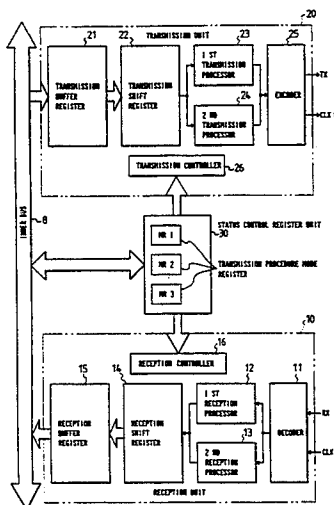 20
TRANSMISSION UNIT
21
22
23
25
TRANSMISSION
BUFFER
REGISTER
TRANSMISSION
SHIFT
REGISTER
1 ST
TRANSMISSION
PROCESSOR
24
2 ND
TRANSMISSION
PROCESSOR
ENCODER
TX
CLK
TRANSMISSION CONTROLLER
26
INNER BUS
8
STATUS CONTROL REGISTER UNIT
30
MR 1
MR 2
MR 3
TRANSMISSION
PROCEDURE MODE
REGISTER
10
16
RECEPTION CONTROLLER
15
14
12
11
RECEPTION
BUFFER
REGISTER
RECEPTION
SHIFT
REGISTER
1 ST
RECEPTION
PROCESSOR
13
2 ND
RECEPTION
PROCESSOR
DECODER
RX
CLK
RECEPTION UNIT